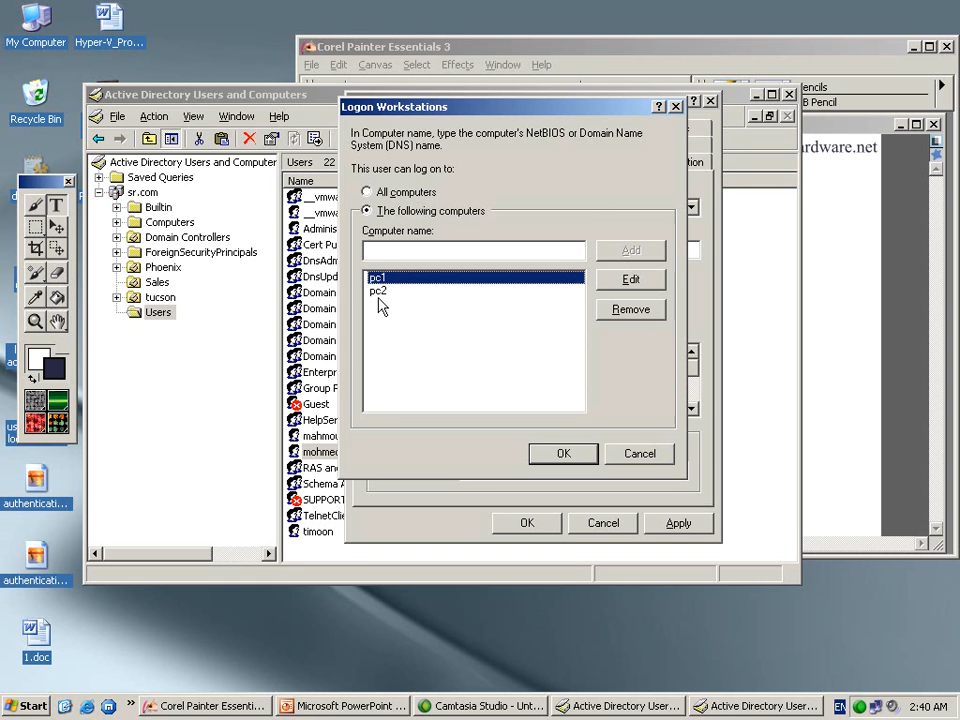 My Computer
Hyper-V_Pro...
Recycle Bin
authenticati...
authenticati...
1.doc
Corel Painter Essentials 3
File Edit Canvas Select Effects Window Help
encils
B Pencil
ardware.net
Active Directory Users and Computers
File Action View Window Help
Active Directory Users and Computer
Saved Queries
sr.com
Builtin
Computers
Domain Controllers
ForeignSecurityPrincipals
Phoenix
Sales
tucson
Users
Users 22
Name
__vmwa
__vmwa
Adminis
Cert Pu
DnsAdm
DnsUpd
Domain
Domain
Domain
Domain
Domain
Enterpr
Group P
Guest
HelpSer
mahmou
mohmed
RAS and
Schema A
SUPPORT
TelnetClie
timoon
Logon Workstations
In Computer name, type the computer's NetBIOS or Domain Name
System (DNS) name.
This user can log on to:
All computers
The following computers
Computer name:
Add
pc1
pc2
Edit
Remove
OK Cancel
OK Cancel Apply
Start
Corel Painter Essenti...
Microsoft PowerPoint ...
Camtasia Studio - Unt...
Active Directory User...
Active Directory User...
EN
2:40 AM